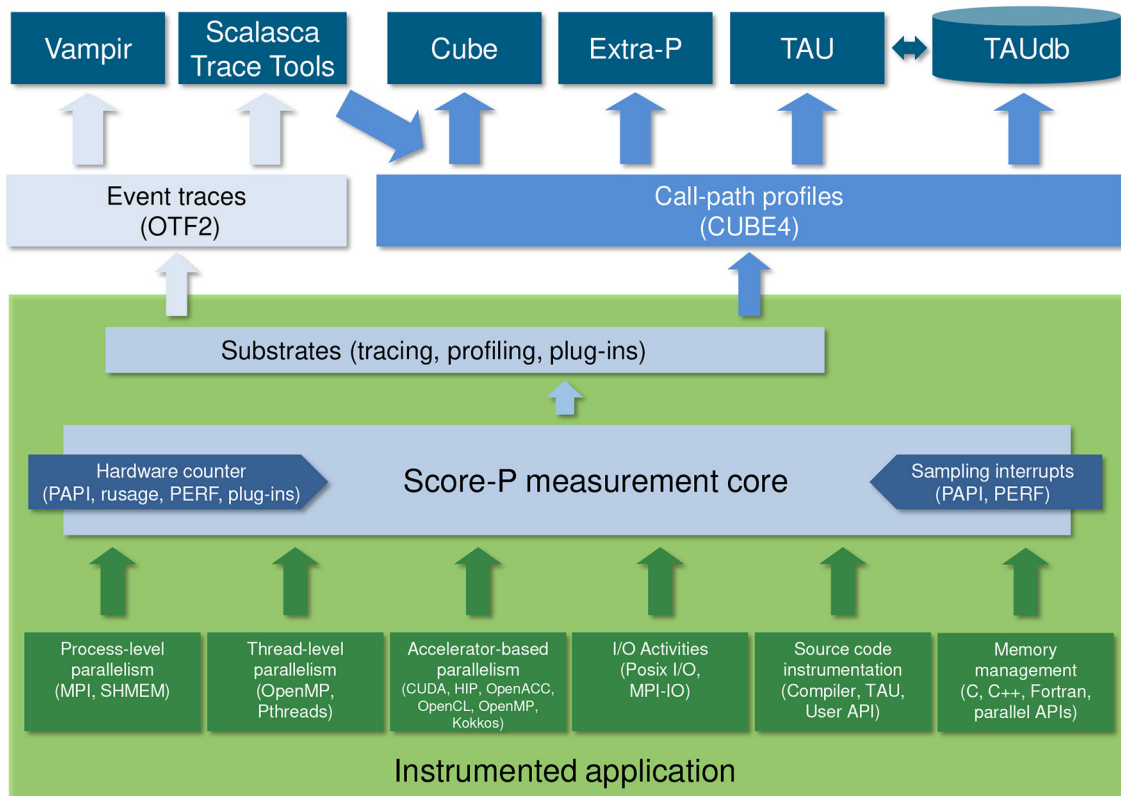 Vampir
Scalasca
Trace Tools
Cube
Extra-P
TAU
TAUdb
Event traces
(OTF2)
Call-path profiles
(CUBE4)
Substrates (tracing, profiling, plug-ins)
Hardware counter
(PAPI, rusage, PERF, plug-ins)
Score-P measurement core
Sampling interrupts
(PAPI, PERF)
Process-level
parallelism
(MPI, SHMEM)
Thread-level
parallelism
(OpenMP,
Pthreads)
Accelerator-based
parallelism
(CUDA, HIP, OpenACC,
OpenCL, OpenMP,
Kokkos)
I/O Activities
(Posix I/O,
MPI-IO)
Source code
instrumentation
(Compiler, TAU,
User API)
Memory
management
(C, C++, Fortran,
parallel APIs)
Instrumented application